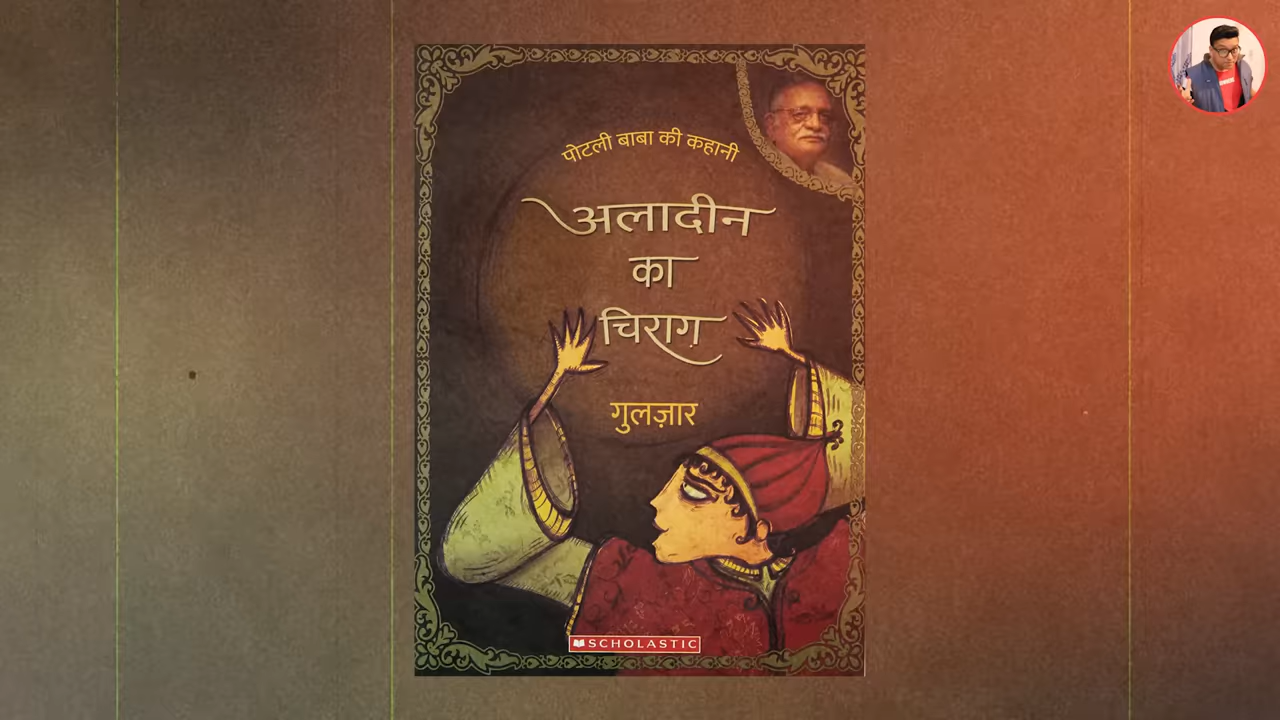 पोटली बाबा की कहानी
अलादीन
का
चिराग़
गुलज़ार
SCHOLASTIC